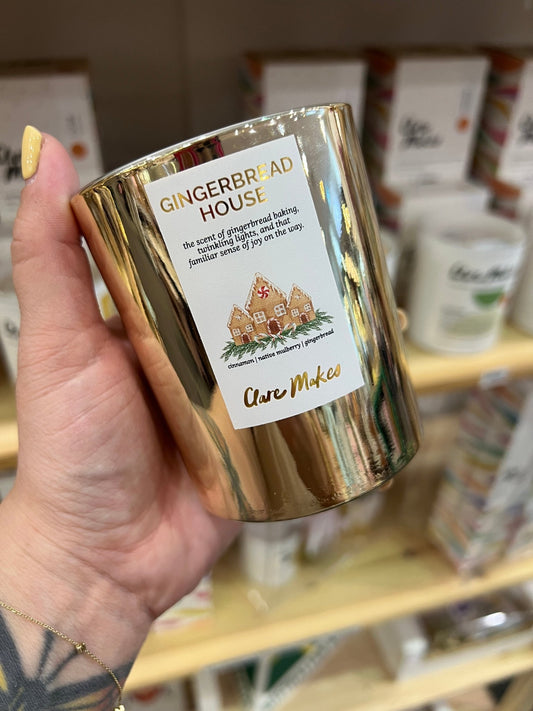 GINGERBREAD
HOUSE
the scent of gingerbread baking,
twinkling lights, and that
familiar sense of joy on the way.
cinnamon | native mulberry | gingerbread
Clare Makes